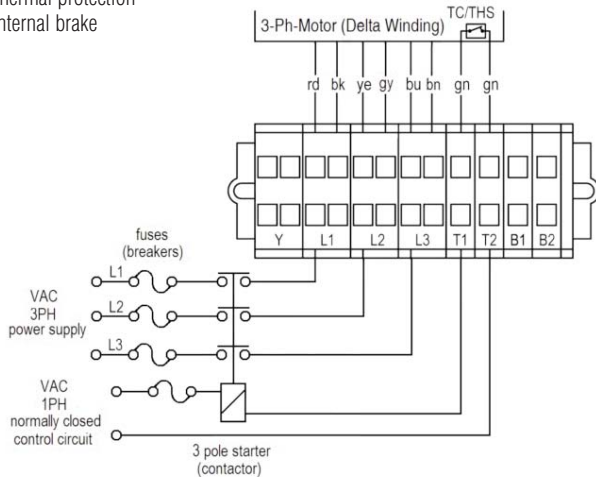 nternal brake
3-Ph-Motor (Delta Winding)
TC/THS
rd bk ye gy bu bn gn gn
Y L1 L2 L3 T1 T2 B1 B2
fuses
(breakers)
L1
L2
L3
VAC
3PH
power supply
VAC
1PH
normally closed
control circuit
3 pole starter
(contactor)